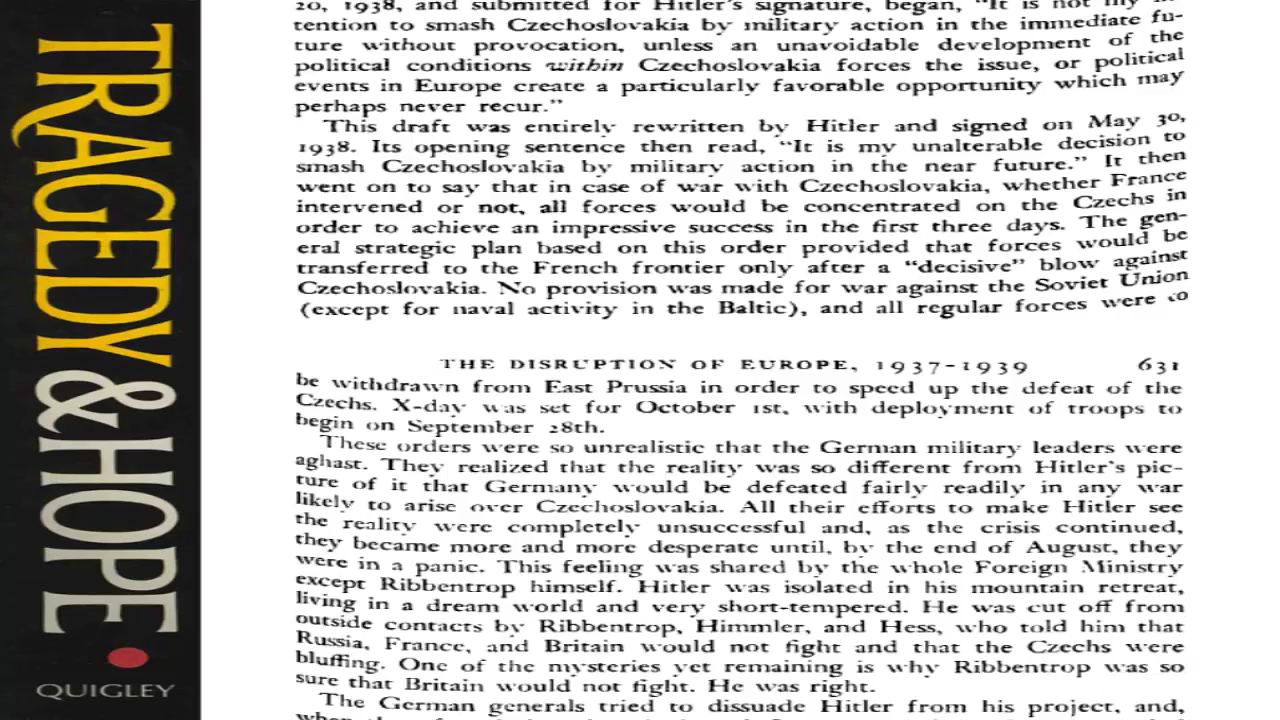 TRAGEDY & HOPE
QUIGLEY
20, 1938, and submitted for Hitler's signature, began, "It is not my in-
tention to smash Czechoslovakia by military action in the immediate fu-
ture without provocation, unless an unavoidable development of the
political conditions within Czechoslovakia forces the issue, or political
events in Europe create a particularly favorable opportunity which may
perhaps never recur."
This draft was entirely rewritten by Hitler and signed on May 30,
1938. Its opening sentence then read, "It is my unalterable decision to
smash Czechoslovakia by military action in the near future." It then
went on to say that in case of war with Czechoslovakia, whether France
intervened or not, all forces would be concentrated on the Czechs in
order to achieve an impressive success in the first three days. The gen-
eral strategic plan based on this order provided that forces would be
transferred to the French frontier only after a "decisive" blow against
Czechoslovakia. No provision was made for war against the Soviet Union
(except for naval activity in the Baltic), and all regular forces were to
THE DISRUPTION OF EUROPE, 1937-1939 631
be withdrawn from East Prussia in order to speed up the defeat of the
Czechs. X-day was set for October 1st, with deployment of troops to
begin on September 28th.
These orders were so unrealistic that the German military leaders were
aghast. They realized that the reality was so different from Hitler's pic-
ture of it that Germany would be defeated fairly readily in any war
likely to arise over Czechoslovakia. All their efforts to make Hitler see
the reality were completely unsuccessful and, as the crisis continued,
they became more and more desperate until, by the end of August, they
were in a panic. This feeling was shared by the whole Foreign Ministry
except Ribbentrop himself. Hitler was isolated in his mountain retreat,
living in a dream world and very short-tempered. He was cut off from
outside contacts by Ribbentrop, Himmler, and Hess, who told him that
Russia, France, and Britain would not fight and that the Czechs were
bluffing. One of the mysteries yet remaining is why Ribbentrop was so
sure that Britain would not fight. He was right.
The German generals tried to dissuade Hitler from his project, and,